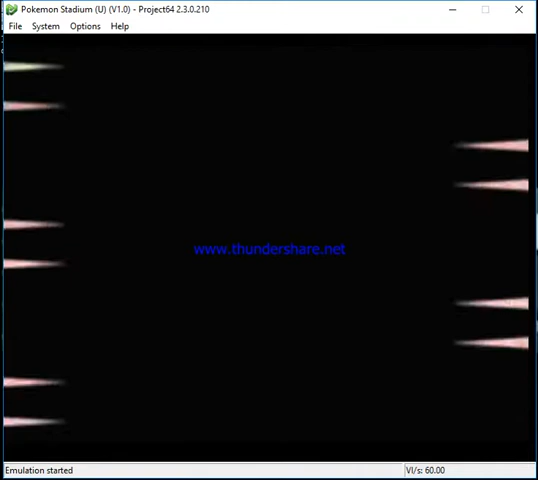 Pokemon Stadium (U) (V1.0) - Project64 2.3.0.210
File System Options Help
www.thundershare.net
Emulation started VI/s: 60.00